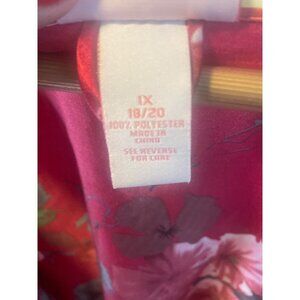 1X
18/20
100% POLYESTER
MADE IN
CHINA
SEE REVERSE
FOR CARE